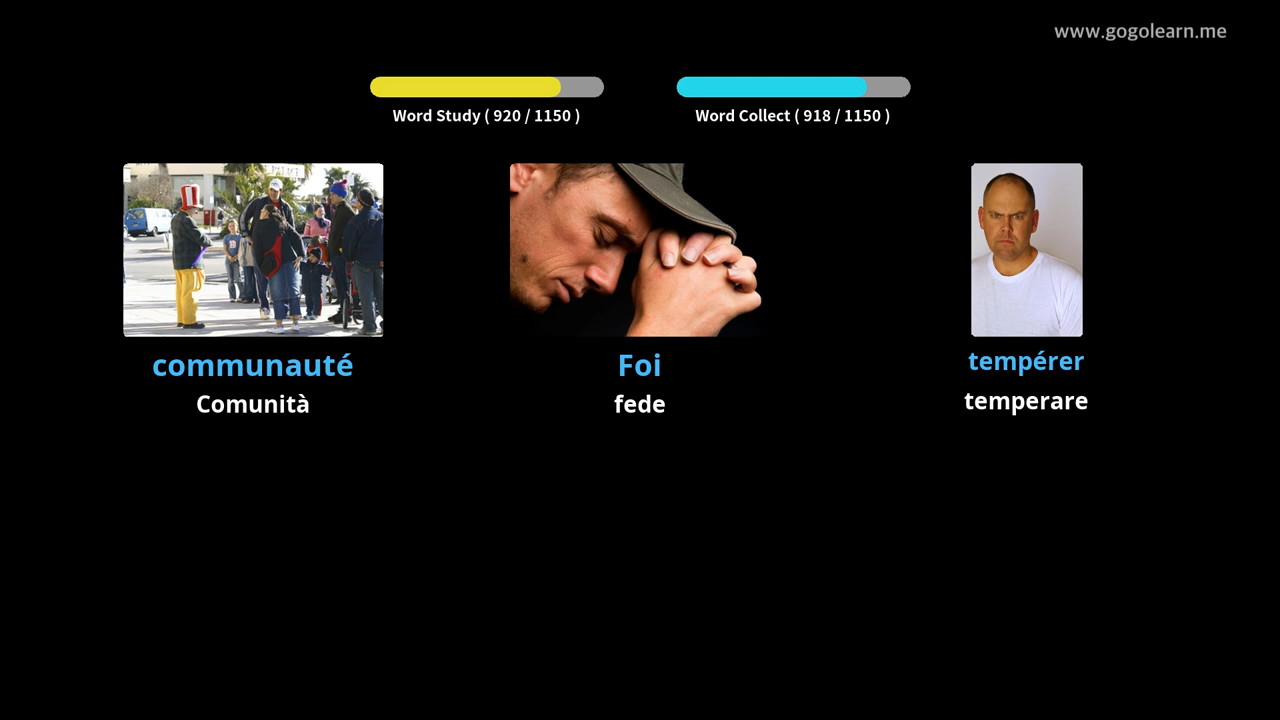 www.gogolearn.me
Word Study ( 920 / 1150 )
Word Collect ( 918 / 1150 )
communauté
Comunità
Foi
fede
tempérer
temperare